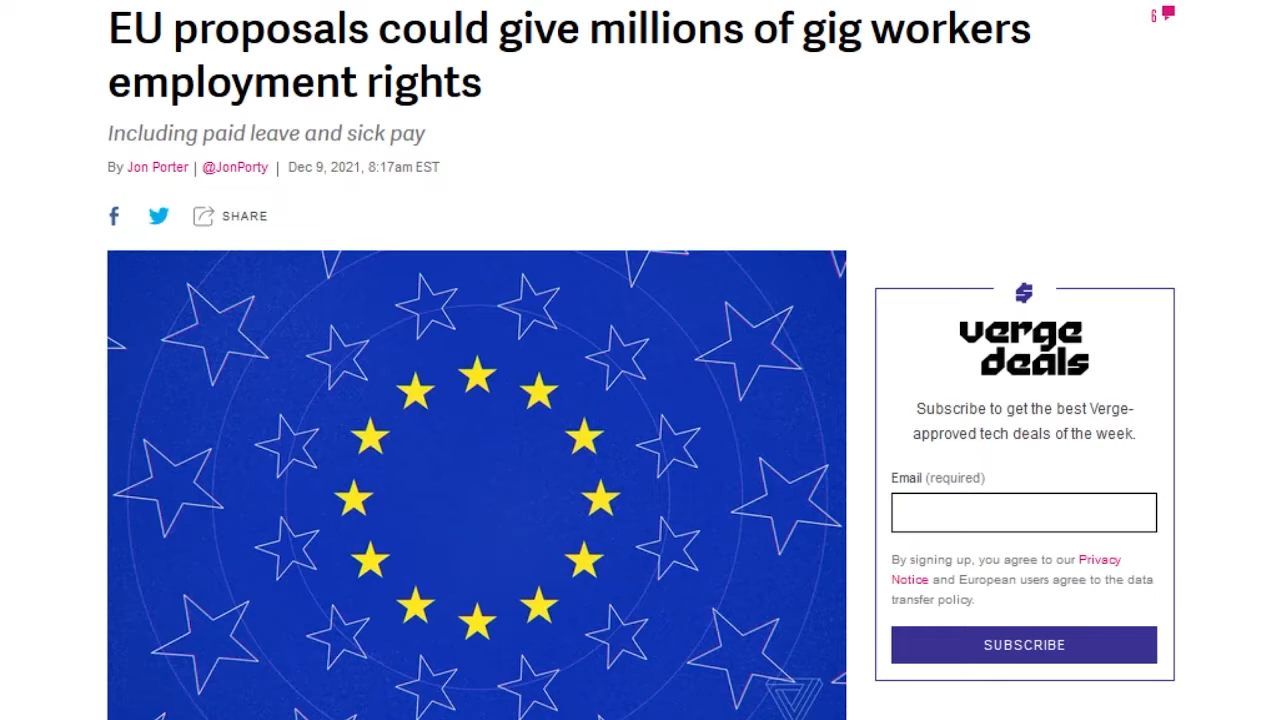 EU proposals could give millions of gig workers
employment rights
6
Including paid leave and sick pay
By Jon Porter | @JonPorty | Dec 9, 2021, 8:17am EST
SHARE
verge
deals
Subscribe to get the best Verge-
approved tech deals of the week.
Email (required)
By signing up, you agree to our Privacy
Notice and European users agree to the data
transfer policy.
SUBSCRIBE